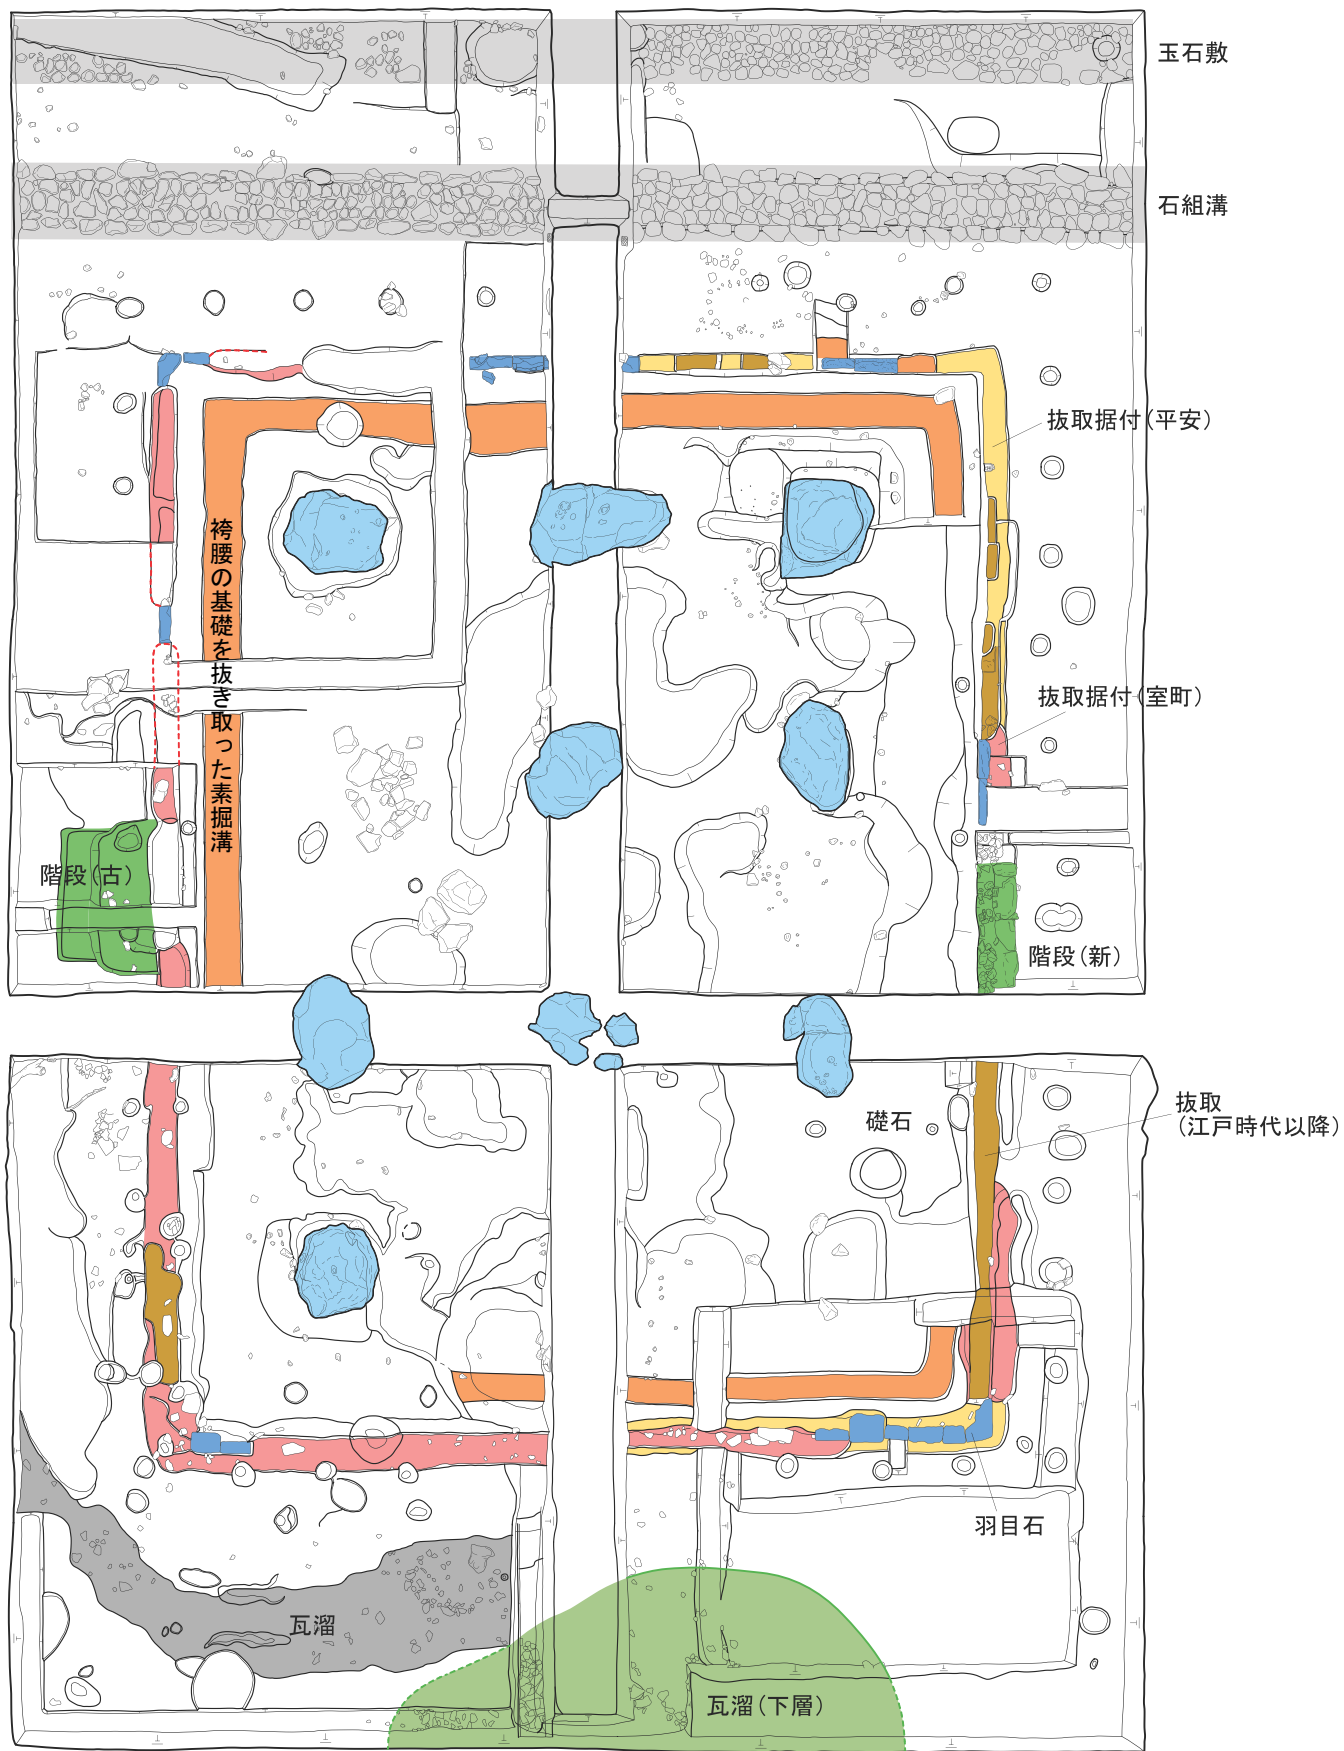 玉石敷
石組溝
抜取据付(平安)
袴腰の基礎を抜き取った素掘溝
抜取据付(室町)
階段(古)
階段(新)
抜取
(江戸時代以降)
礎石
羽目石
瓦溜
瓦溜(下層)